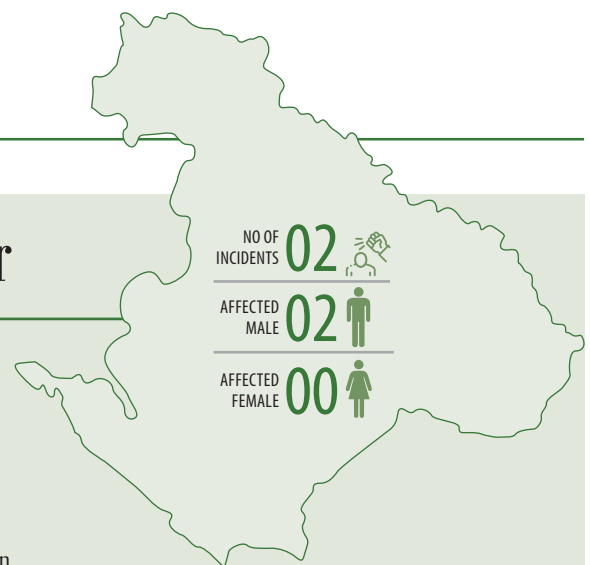 r
NO OF
INCIDENTS 02
AFFECTED
MALE 02
AFFECTED
FEMALE 00
n